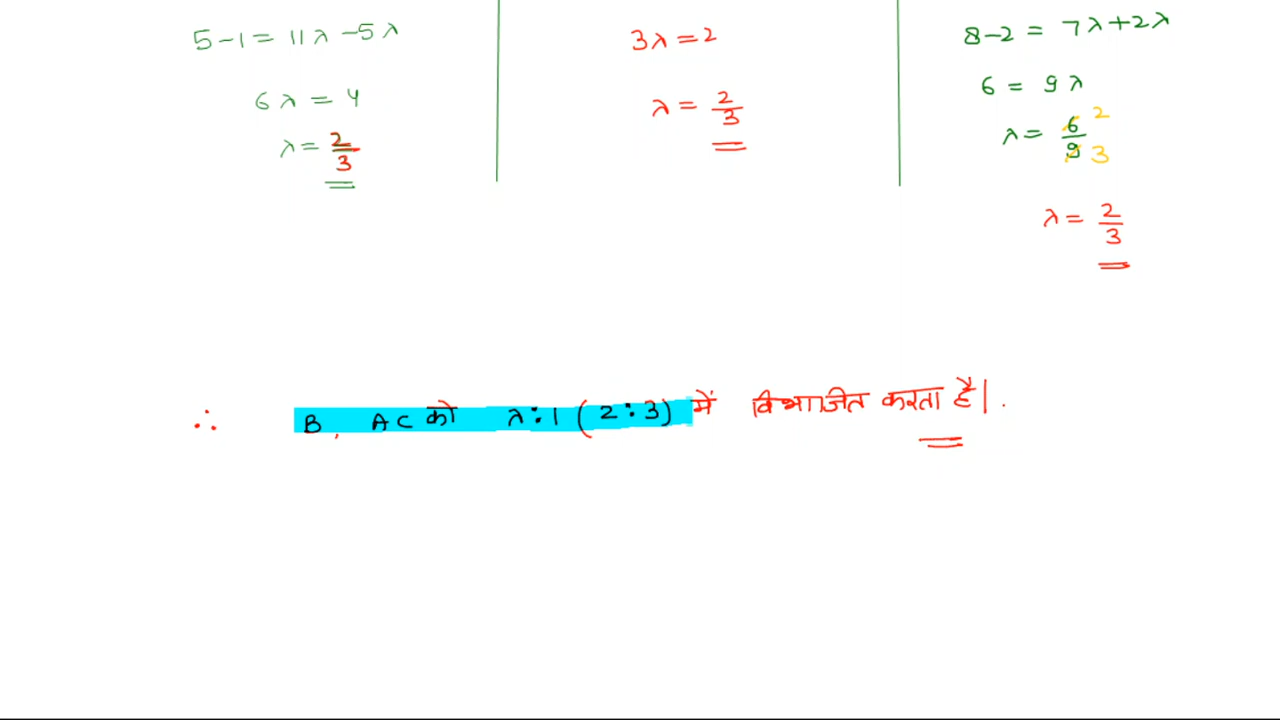 5-1 = 11λ-5λ
6λ = 4
λ = 2/3
3λ = 2
λ = 2/3
8-2 = 7λ+2λ
6 = 9λ
λ = 6/9 2 3
λ = 2/3
∴ B, AC को λ:1 (2:3) में विभाजित करता है|.